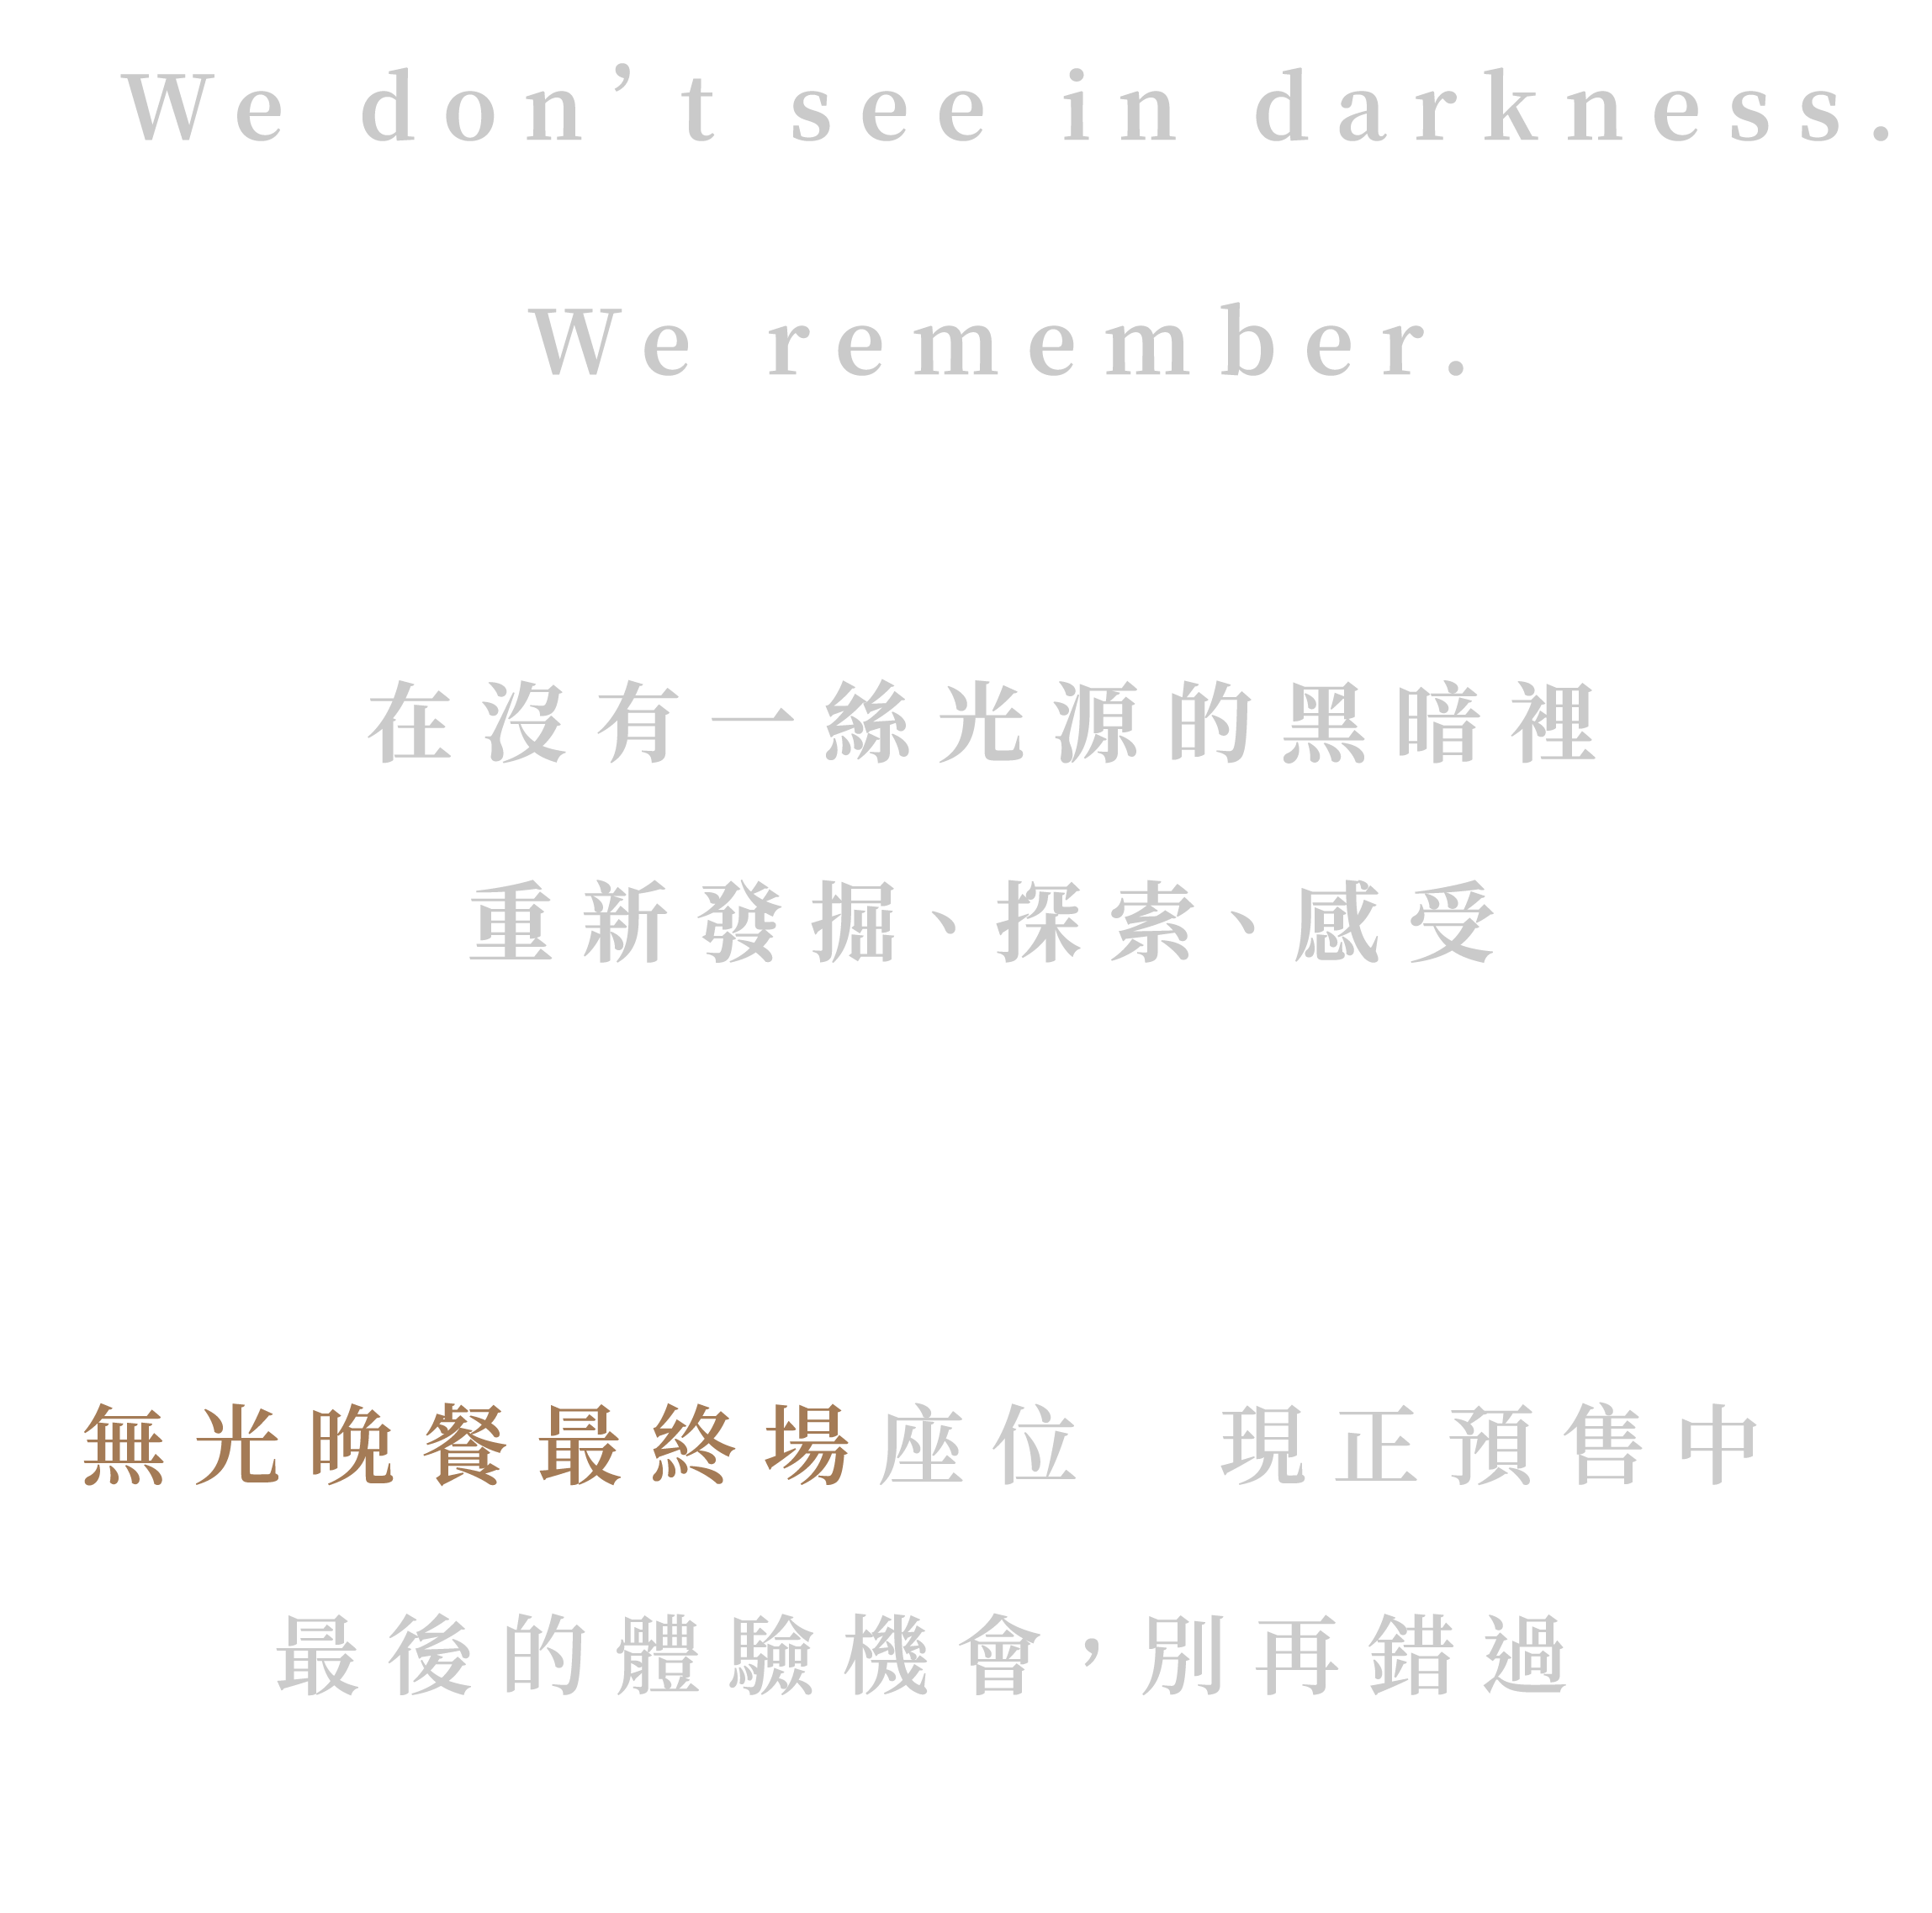 We don’t see in darkness.
We remember.
在沒有一絲光源的黑暗裡
重新發掘、探索、感受
無光晚餐最終場座位，現正預售中
最後的體驗機會，別再錯過